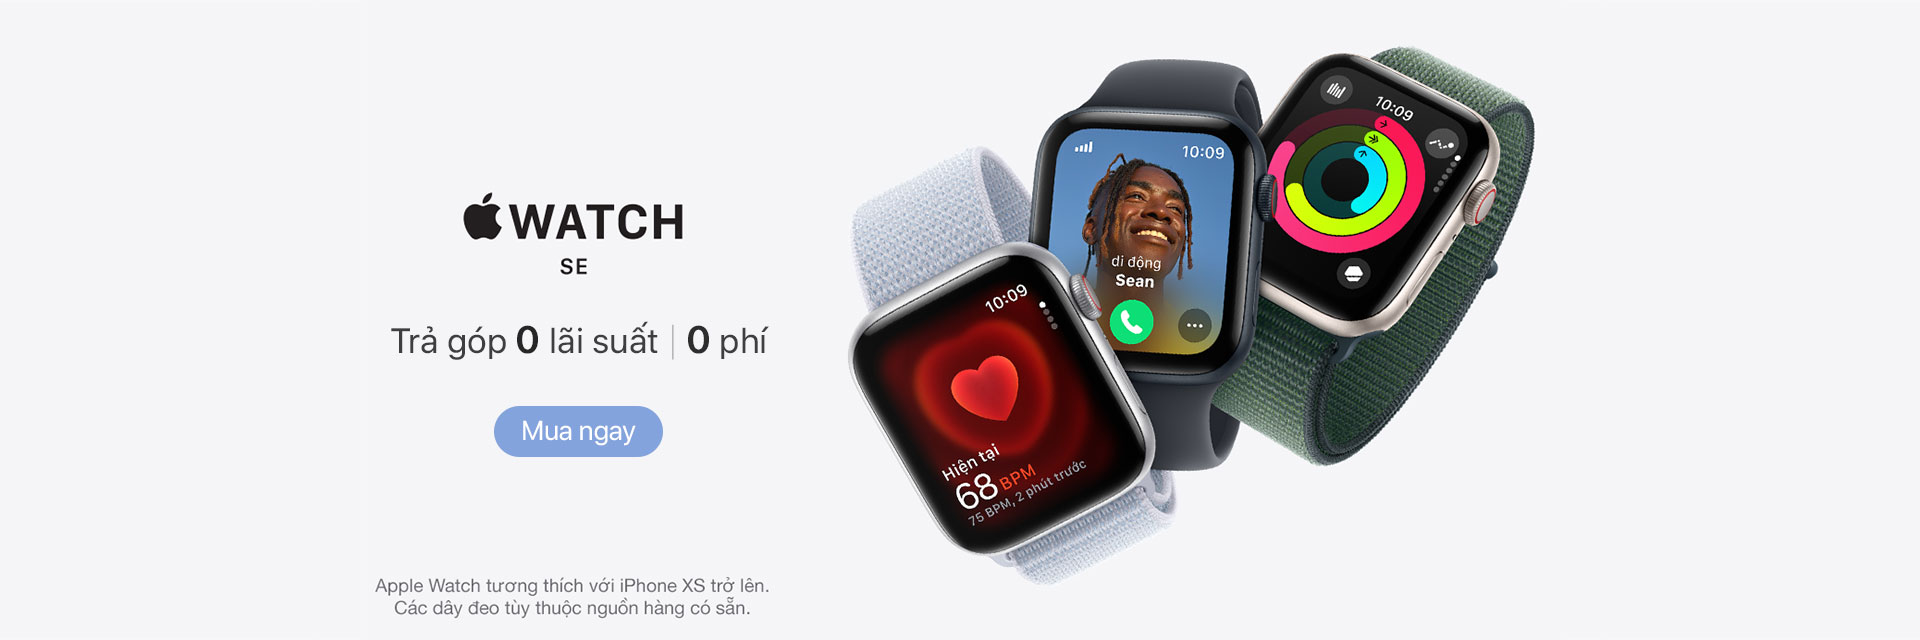 WATCH
SE
Trả góp 0 lãi suất | 0 phí
Mua ngay
Apple Watch tương thích với iPhone XS trở lên.
Các dây đeo tùy thuộc nguồn hàng có sẵn.
10:09
Hiện tại
68 BPM
75 BPM, 2 phút trước
10:09
di động
Sean
10:09